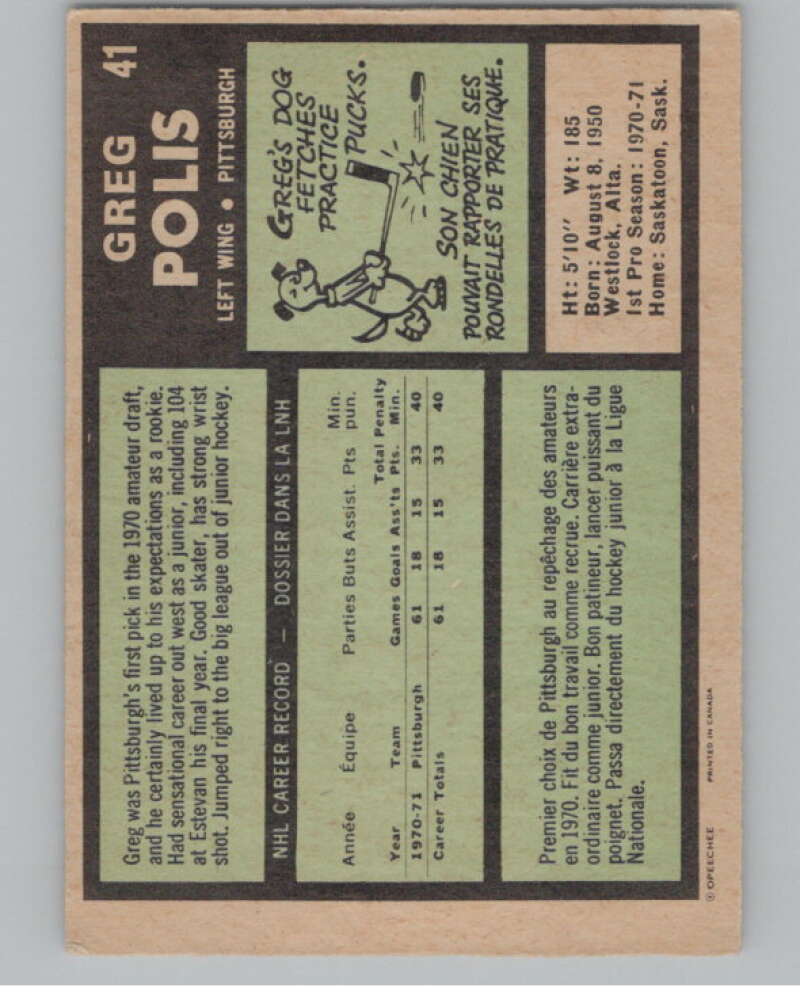 GREG 41
POLIS
LEFT WING • PITTSBURGH
GREG'S DOG
FETCHES
PRACTICE
PUCKS.
SON CHIEN
POUVAIT RAPPORTER SES
RONDELLES DE PRATIQUE.
Ht: 5'10" Wt: 185
Born: August 8, 1950
Westlock, Alta.
1st Pro Season: 1970-71
Home: Saskatoon, Sask.
Greg was Pittsburgh's first pick in the 1970 amateur draft,
and he certainly lived up to his expectations as a rookie.
Had sensational career out west as a junior, including 104
at Estevan his final year. Good skater, has strong wrist
shot. Jumped right to the big league out of junior hockey.
NHL CAREER RECORD — DOSSIER DANS LA LNH
Min.
Année Équipe Parties Buts Assist. Pts pun.
Total Penalty
Year Team Games Goals Ass'ts Pts. Min.
1970-71 Pittsburgh 61 18 15 33 40
Career Totals 61 18 15 33 40
Premier choix de Pittsburgh au repêchage des amateurs
en 1970. Fit du bon travail comme recrue. Carrière extra-
ordinaire comme junior. Bon patineur, lancer puissant du
poignet. Passa directement du hockey junior à la Ligue
Nationale.
© OPEECHEE PRINTED IN CANADA